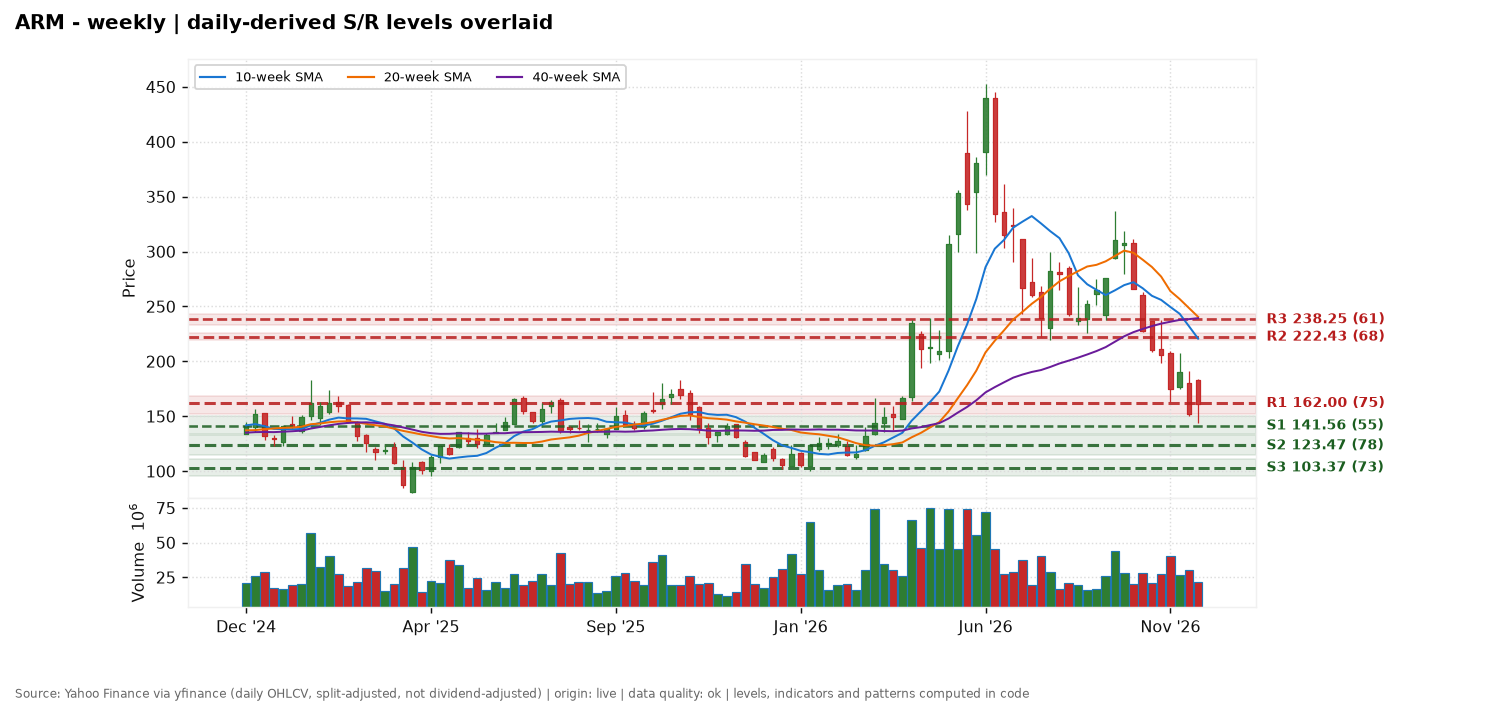 ARM - weekly | daily-derived S/R levels overlaid
10-week SMA
20-week SMA
40-week SMA
Price
450
400
350
300
250
200
150
100
R3 238.25 (61)
R2 222.43 (68)
R1 162.00 (75)
S1 141.56 (55)
S2 123.47 (78)
S3 103.37 (73)
Volume 10⁶
75
50
25
Dec '24
Apr '25
Sep '25
Jan '26
Jun '26
Nov '26
Source: Yahoo Finance via yfinance (daily OHLCV, split-adjusted, not dividend-adjusted) | origin: live | data quality: ok | levels, indicators and patterns computed in code